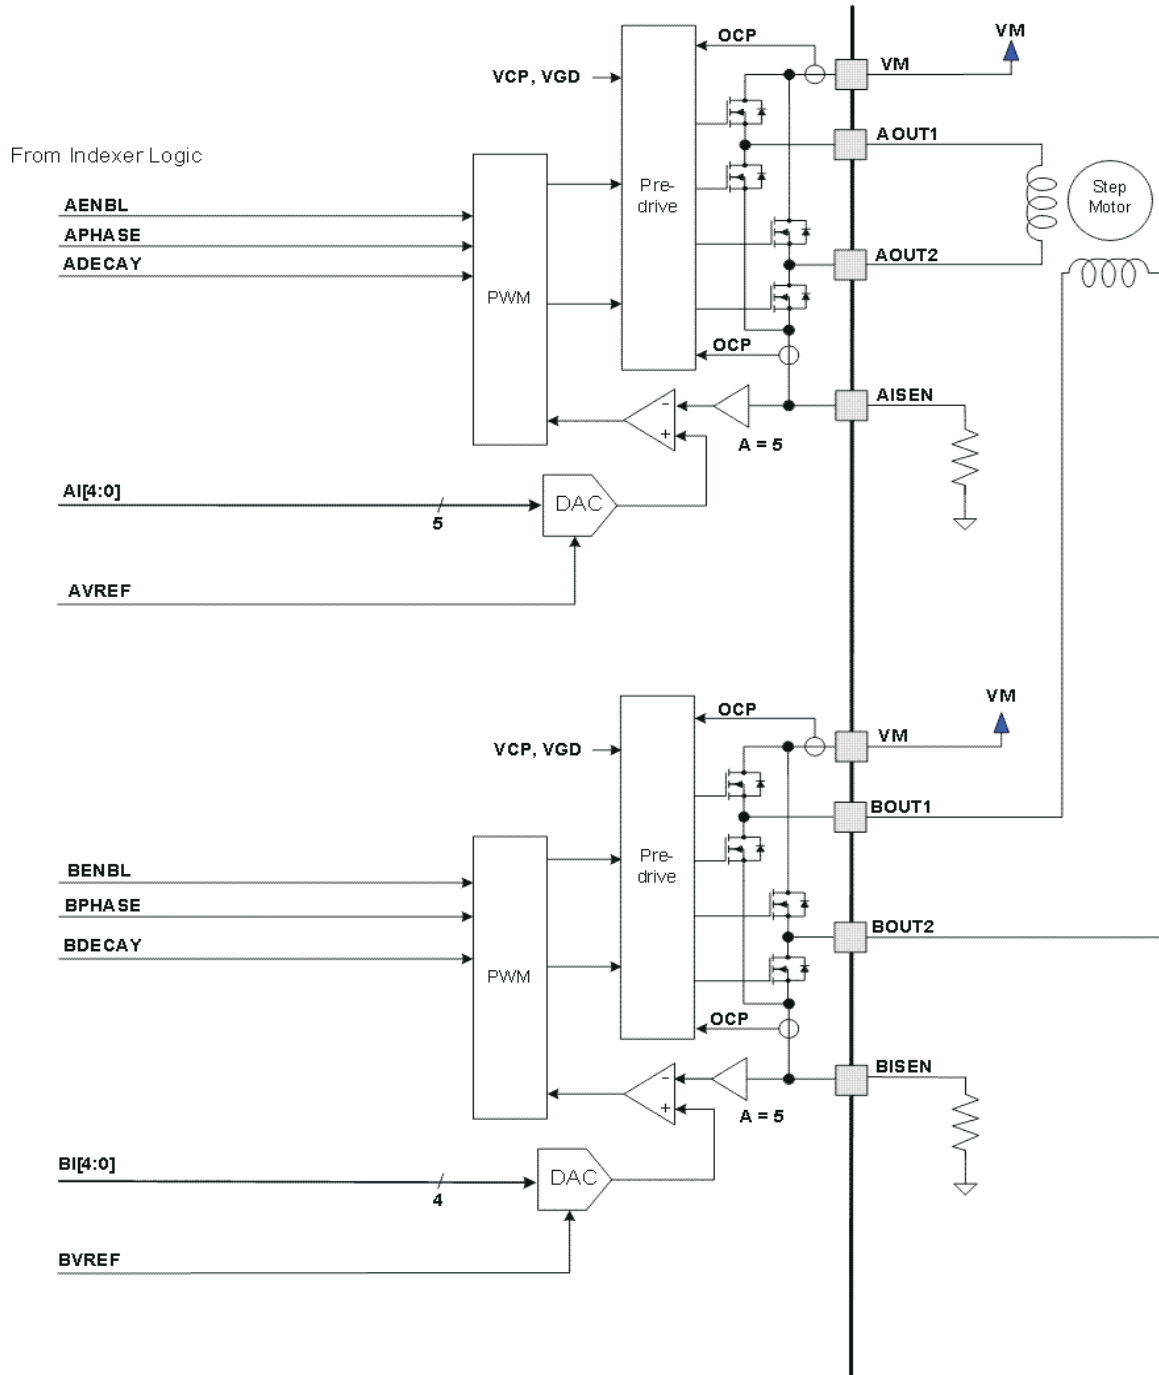 OCP
VM
VCP, VGD
VM
AOUT1
From Indexer Logic
Pre-
drive
Step
Motor
AENBL
APHASE
ADECAY
AOUT2
PWM
OCP
AISEN
-
+
A = 5
AI[4:0]
5
DAC
AVREF
OCP
VM
VM
VCP, VGD
BOUT1
Pre-
drive
BENBL
BPHASE
BDECAY
BOUT2
PWM
OCP
BISEN
-
+
A = 5
BI[4:0]
4
DAC
BVREF